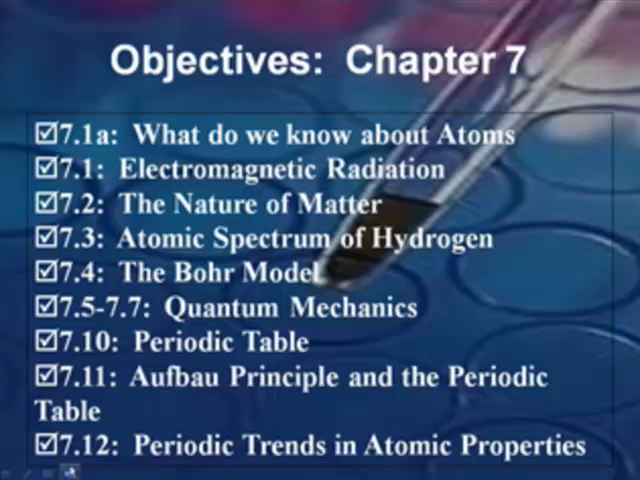 Objectives: Chapter 7
☑7.1a: What do we know about Atoms
☑7.1: Electromagnetic Radiation
☑7.2: The Nature of Matter
☑7.3: Atomic Spectrum of Hydrogen
☑7.4: The Bohr Model
☑7.5-7.7: Quantum Mechanics
☑7.10: Periodic Table
☑7.11: Aufbau Principle and the Periodic
Table
☑7.12: Periodic Trends in Atomic Properties